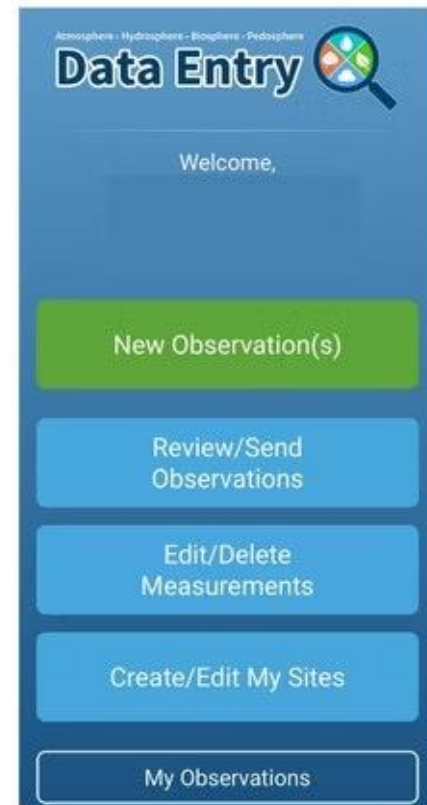 Atmosphere - Hydrosphere - Biosphere - Pedosphere
Data Entry
Welcome,
New Observation(s)
Review/Send
Observations
Edit/Delete
Measurements
Create/Edit My Sites
My Observations